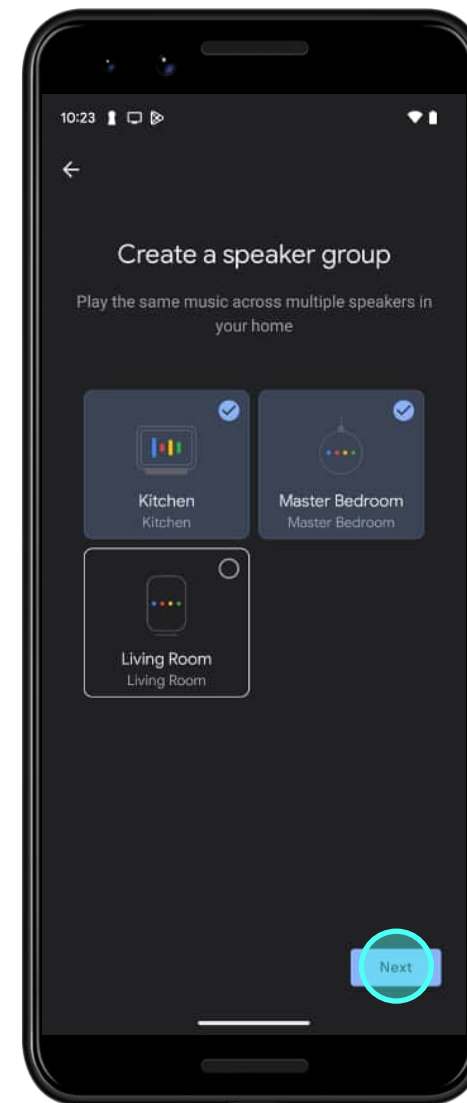 10:23
Create a speaker group
Play the same music across multiple speakers in
your home
Kitchen
Kitchen
Master Bedroom
Master Bedroom
Living Room
Living Room
Next